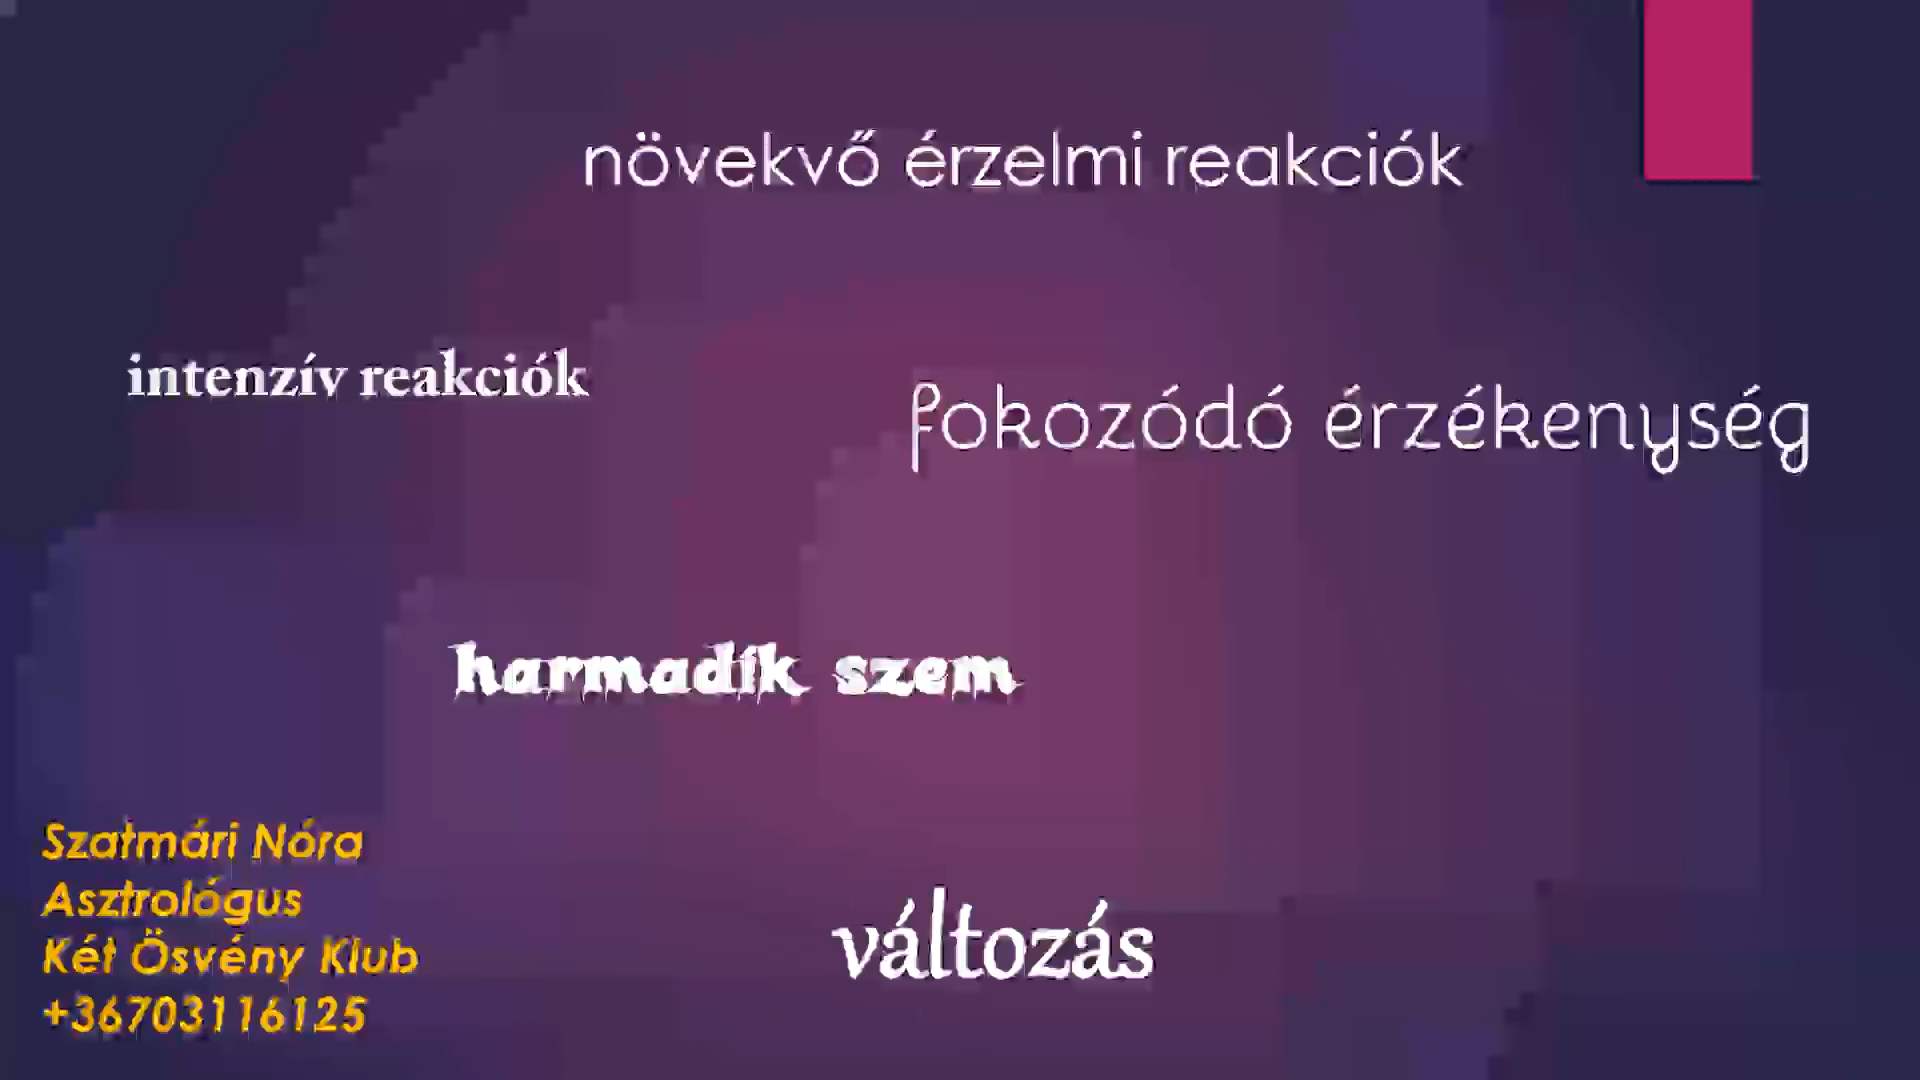 növekvő érzelmi reakciók
intenzív reakciók
fokozódó érzékenység
harmadik szem
változás
Szatmári Nóra
Asztrológus
Két Ösvény Klub
+36703116125